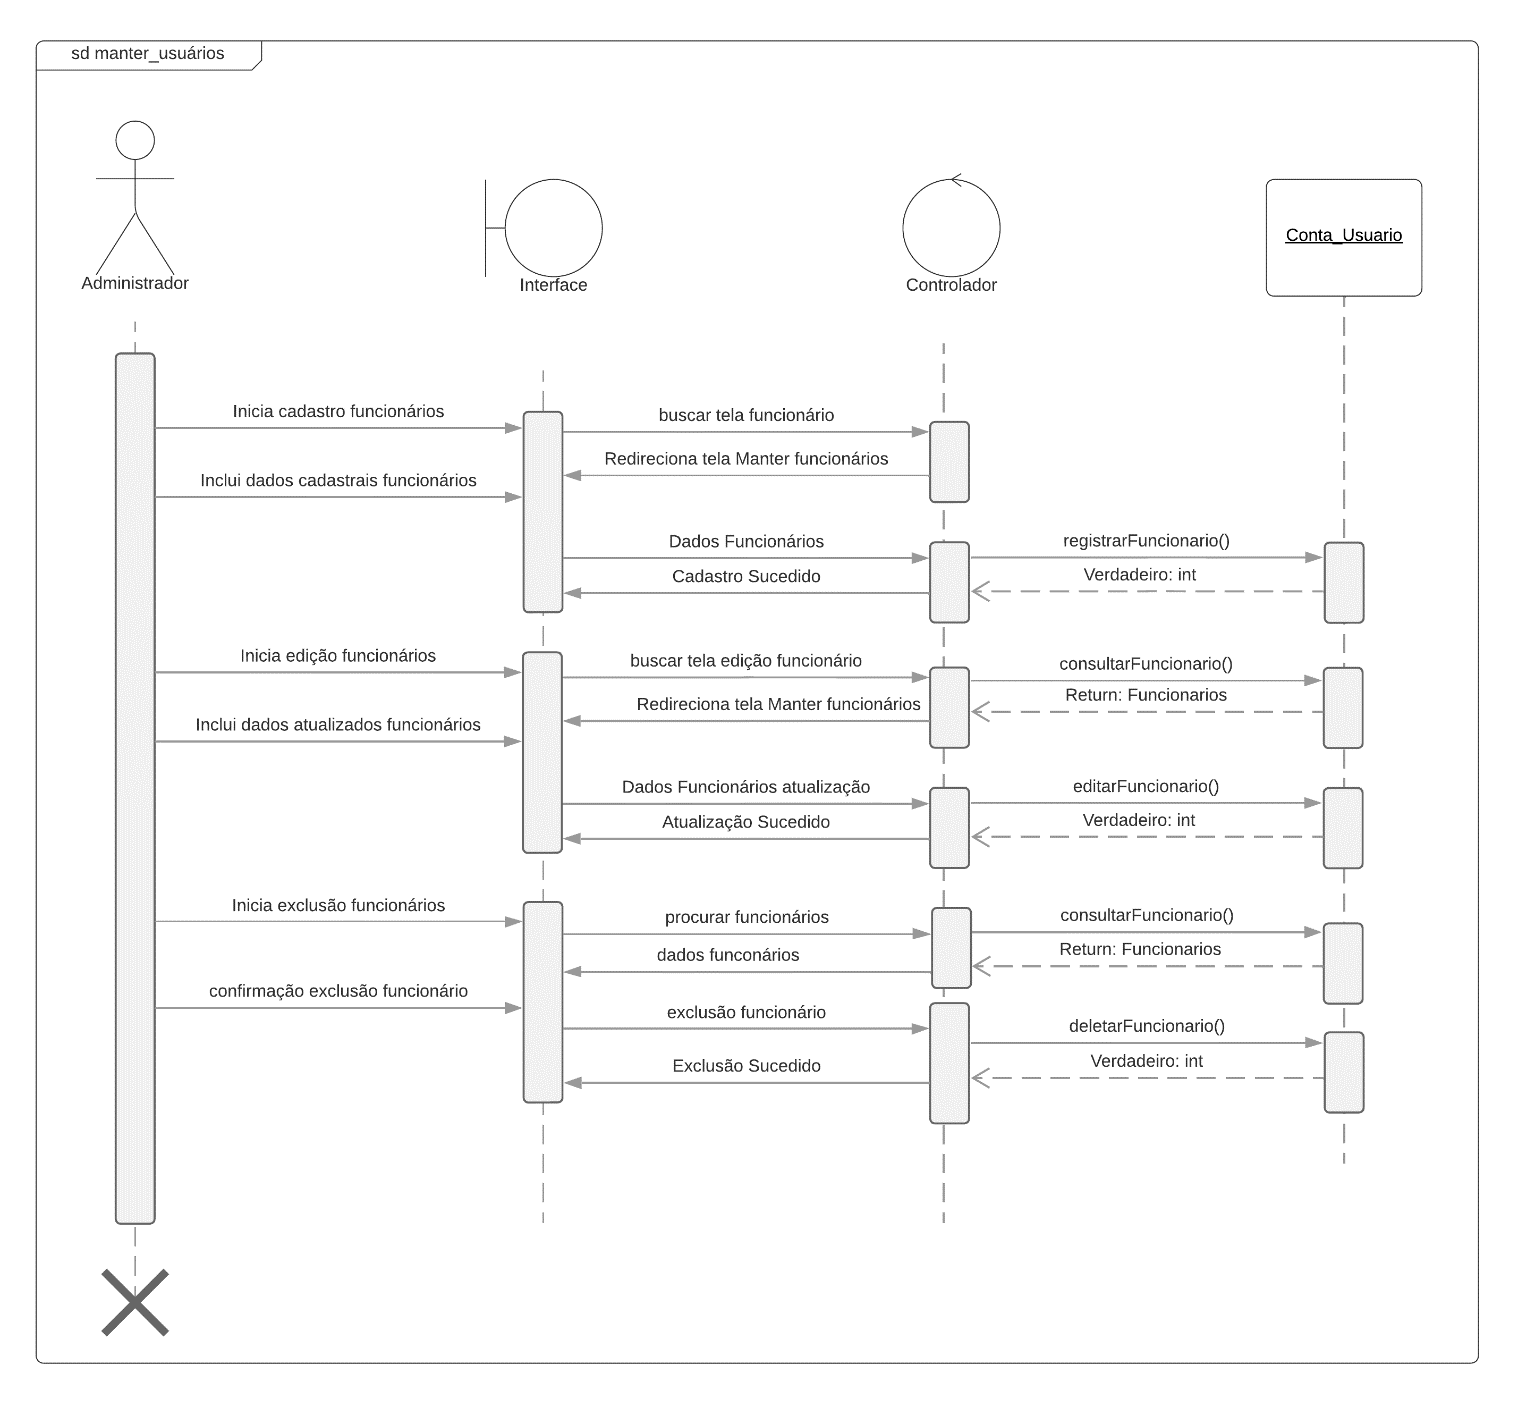 sd manter_usuários
Administrador
Interface
Controlador
Conta_Usuario
Inicia cadastro funcionários
buscar tela funcionário
Redireciona tela Manter funcionários
Inclui dados cadastrais funcionários
Dados Funcionários
registrarFuncionario()
Cadastro Sucedido
Verdadeiro: int
Inicia edição funcionários
buscar tela edição funcionário
consultarFuncionario()
Return: Funcionarios
Redireciona tela Manter funcionários
Inclui dados atualizados funcionários
Dados Funcionários atualização
editarFuncionario()
Atualização Sucedido
Verdadeiro: int
Inicia exclusão funcionários
procurar funcionários
consultarFuncionario()
dados funconários
Return: Funcionarios
confirmação exclusão funcionário
exclusão funcionário
deletarFuncionario()
Exclusão Sucedido
Verdadeiro: int